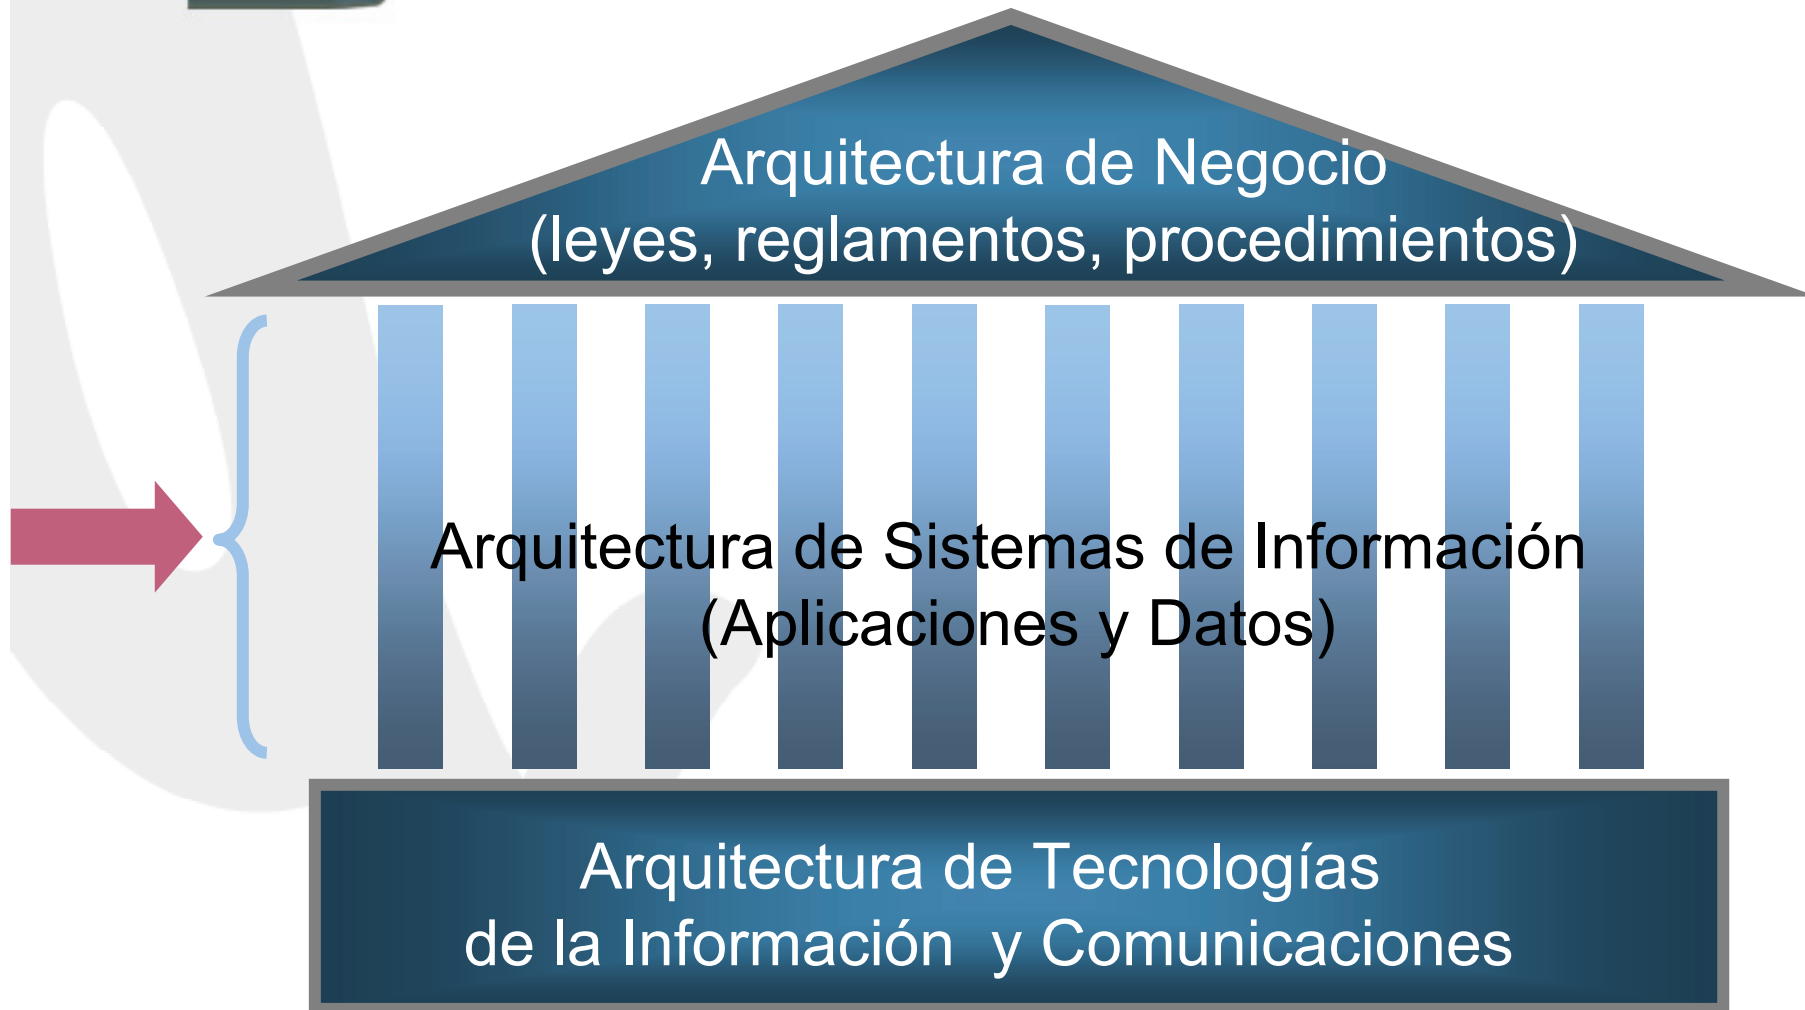 Arquitectura de Negocio
(leyes, reglamentos, procedimientos)
Arquitectura de Sistemas de Información
(Aplicaciones y Datos)
Arquitectura de Tecnologías
de la Información  y Comunicaciones